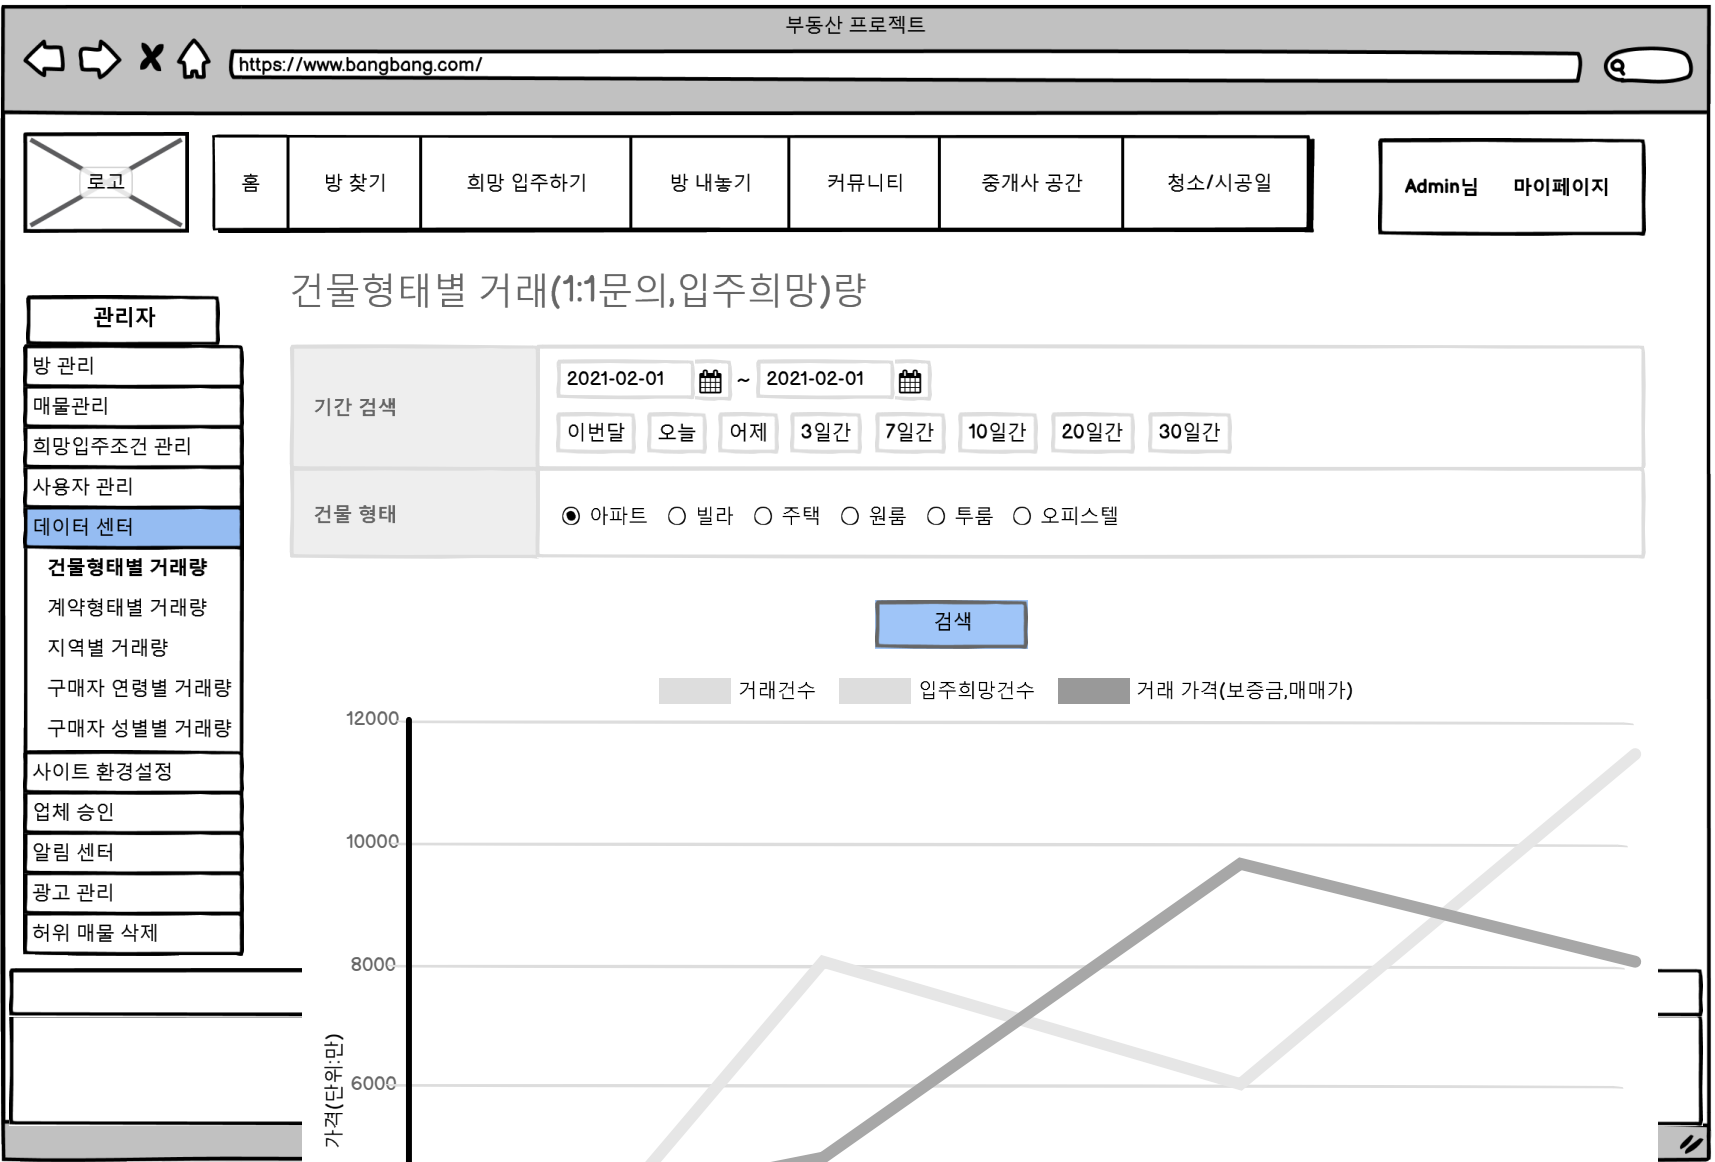 부동산 프로젝트
https://www.bangbang.com/
로고
홈 방 찾기 희망 입주하기 방 내놓기 커뮤니티 중개사 공간 청소/시공일
Admin님 마이페이지
건물형태별 거래(1:1문의,입주희망)량
관리자
방 관리
매물관리
희망입주조건 관리
사용자 관리
데이터 센터
건물형태별 거래량
계약형태별 거래량
지역별 거래량
구매자 연령별 거래량
구매자 성별별 거래량
사이트 환경설정
업체 승인
알림 센터
광고 관리
허위 매물 삭제
기간 검색
2021-02-01 ~ 2021-02-01
이번달 오늘 어제 3일간 7일간 10일간 20일간 30일간
건물 형태
아파트 빌라 주택 원룸 투룸 오피스텔
검색
거래건수 입주희망건수 거래 가격(보증금,매매가)
12000
10000
8000
6000
가격(단위:만)